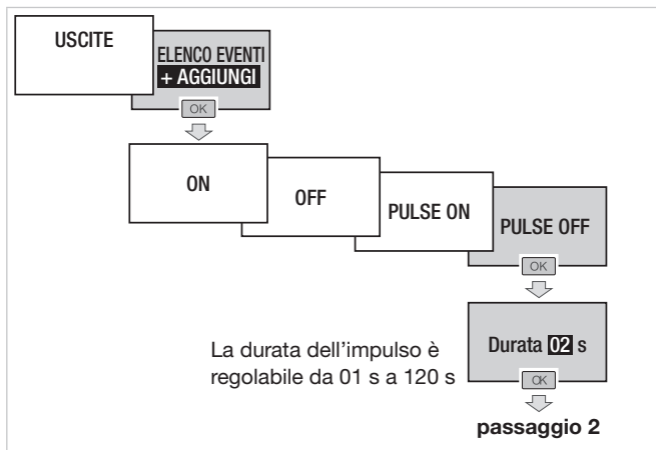 USCITE
ELENCO EVENTI
+ AGGIUNGI
OK
ON
OFF
PULSE ON
PULSE OFF
OK
La durata dell'impulso è
regolabile da 01 s a 120 s
Durata 02 s
OK
passaggio 2